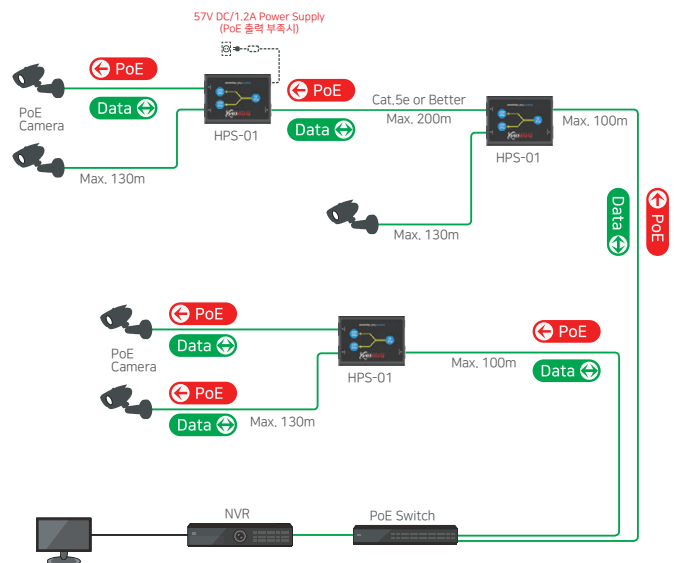 57V DC/1.2A Power Supply
(PoE 출력 부족시)
PoE
Data
PoE
Camera
HPS-01
PoE
Data
Cat.5e or Better
Max. 200m
HPS-01
Max. 100m
Max. 130m
Max. 130m
Data
PoE
PoE
Data
PoE
Camera
PoE
Data
Max. 130m
HPS-01
Max. 100m
PoE
Data
NVR
PoE Switch